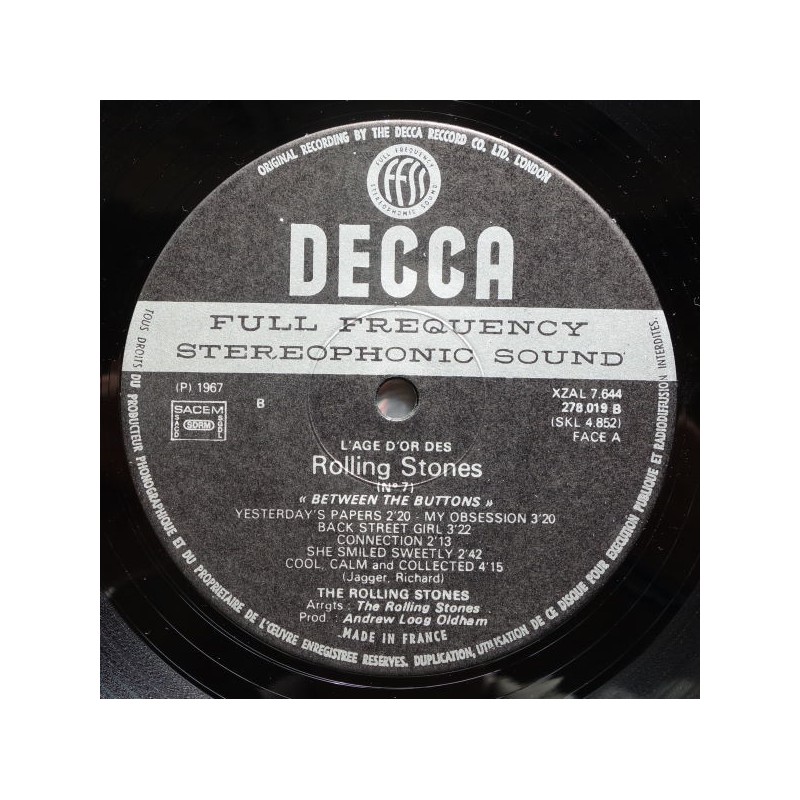 ORIGINAL RECORDING BY THE DECCA RECCORD CO. LTD. LONDON
FULL FREQUENCY
ffss
STEREOPHONIC SOUND
DECCA
FULL FREQUENCY
STEREOPHONIC SOUND
(P) 1967
B
XZAL 7.644
278.019 B
(SKL 4.852)
FACE A
SACEM
SACD
SDRM
SGDL
L'AGE D'OR DES
Rolling Stones
(N° 7)
« BETWEEN THE BUTTONS »
YESTERDAY'S PAPERS 2'20 - MY OBSESSION 3'20
BACK STREET GIRL 3'22
CONNECTION 2'13
SHE SMILED SWEETLY 2'42
COOL, CALM and COLLECTED 4'15
(Jagger, Richard)
THE ROLLING STONES
Arrgts : The Rolling Stones
Prod : Andrew Loog Oldham
MADE IN FRANCE
TOUS DROITS DU PRODUCTEUR PHONOGRAPHIQUE ET DU PROPRIETAIRE DE L'ŒUVRE ENREGISTREE RESERVES. DUPLICATION, UTILISATION DE CE DISQUE POUR EXECUTION PUBLIQUE ET RADIODIFFUSION INTERDITES.